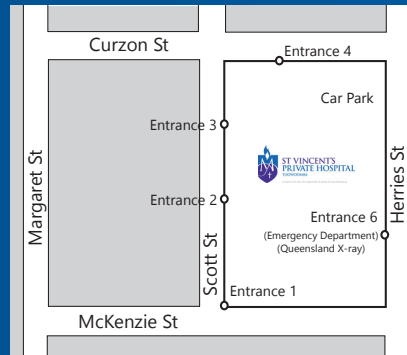 Curzon St
Entrance 4
Car Park
Entrance 3
ST VINCENT'S
PRIVATE HOSPITAL
TOOWOOMBA
Margaret St
Entrance 2
Herries St
Entrance 6
(Emergency Department)
(Queensland X-ray)
Scott St
Entrance 1
McKenzie St